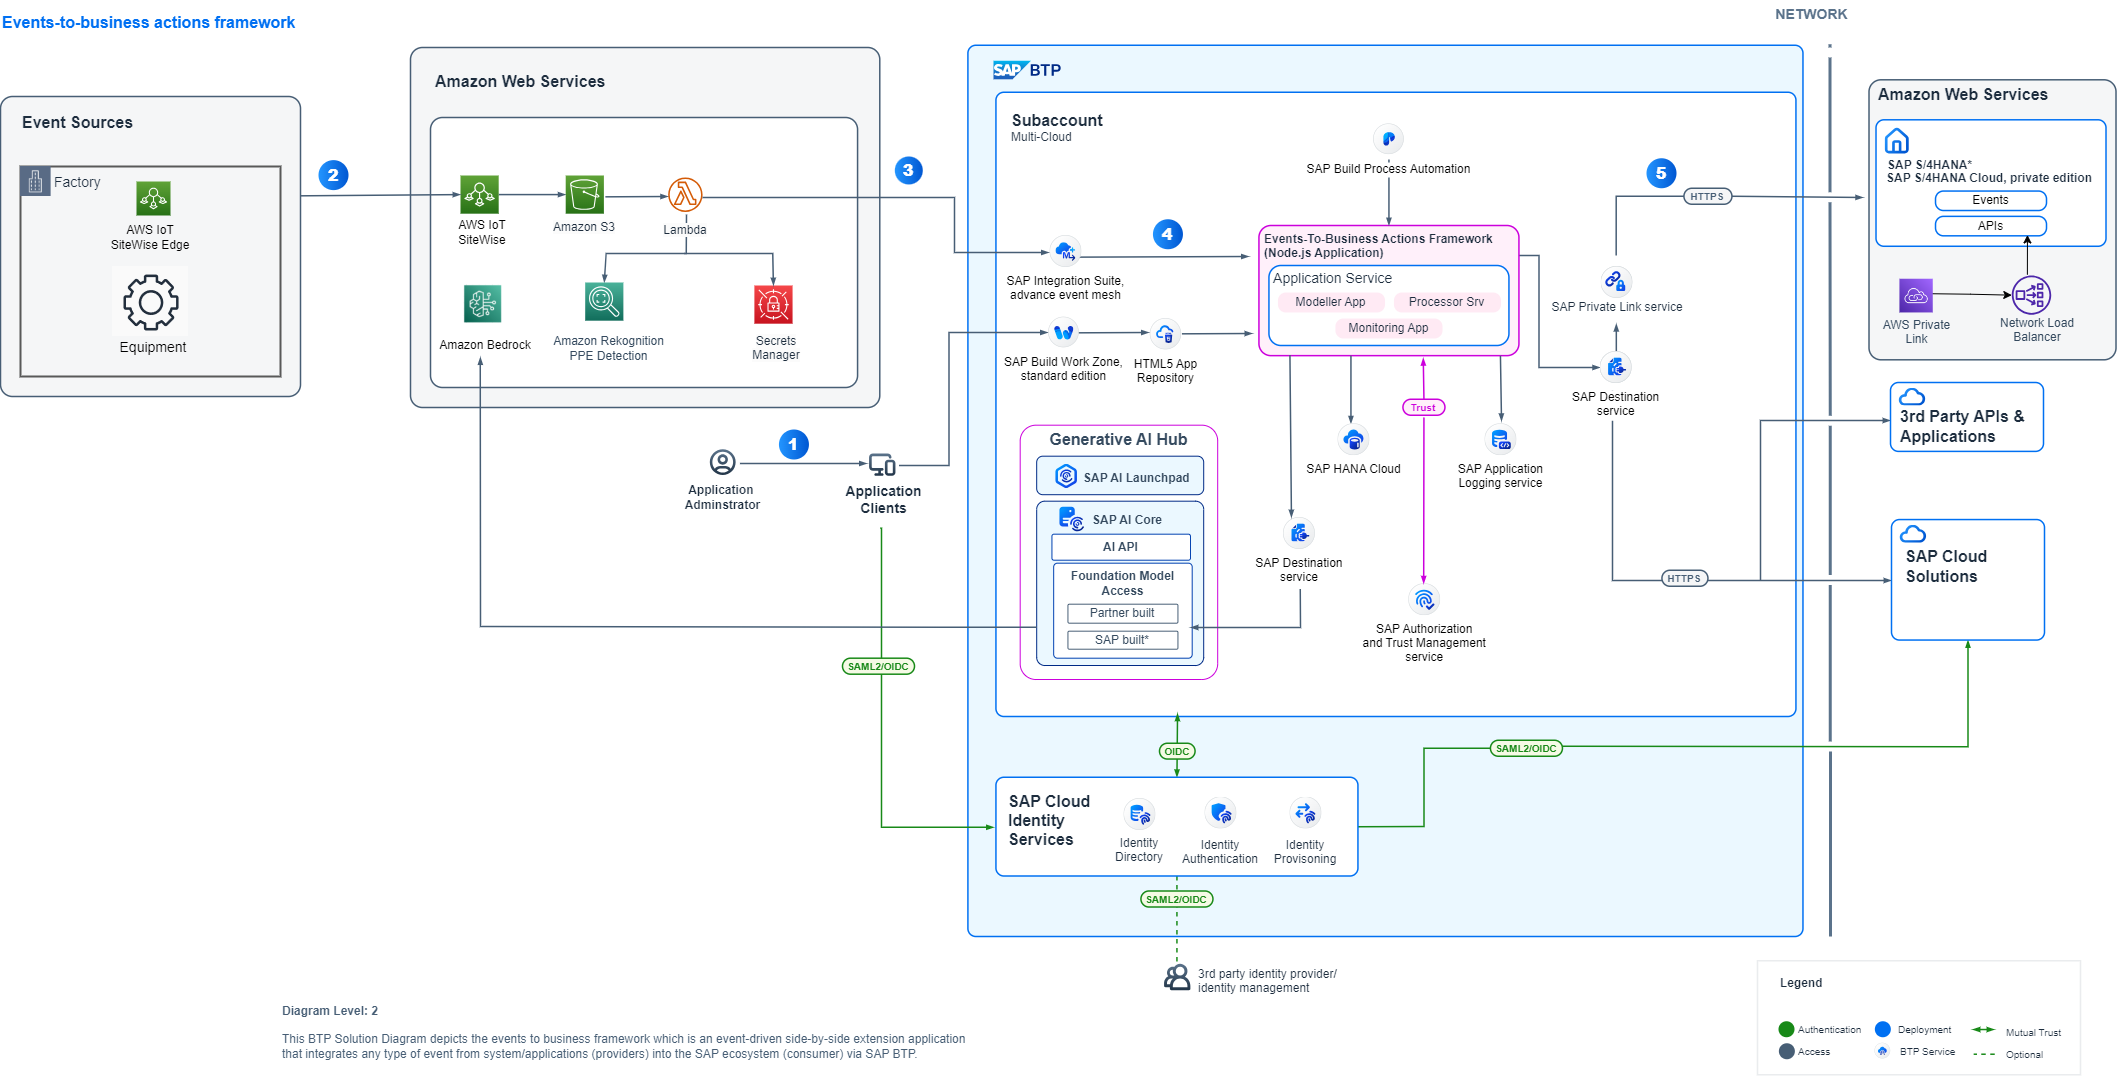 Events-to-business actions framework
NETWORK
Event Sources
Factory
AWS IoT
SiteWise Edge
Equipment
2
Amazon Web Services
AWS IoT
SiteWise
Amazon S3
Lambda
Amazon Bedrock
Amazon Rekognition
PPE Detection
Secrets
Manager
3
1
Application
Adminstrator
Application
Clients
SAML2/OIDC
SAP BTP
Subaccount
Multi-Cloud
SAP Build Process Automation
4
SAP Integration Suite,
advance event mesh
SAP Build Work Zone,
standard edition
HTML5 App
Repository
Events-To-Business Actions Framework
(Node.js Application)
Application Service
Modeller App
Processor Srv
Monitoring App
Trust
SAP HANA Cloud
SAP Application
Logging service
SAP Destination
service
SAP Authorization
and Trust Management
service
Generative AI Hub
SAP AI Launchpad
SAP AI Core
AI API
Foundation Model
Access
Partner built
SAP built*
5
HTTPS
SAP Private Link service
SAP Destination
service
HTTPS
Amazon Web Services
SAP S/4HANA*
SAP S/4HANA Cloud, private edition
Events
APIs
AWS Private
Link
Network Load
Balancer
3rd Party APIs &
Applications
SAP Cloud
Solutions
OIDC
SAML2/OIDC
SAP Cloud
Identity
Services
Identity
Directory
Identity
Authentication
Identity
Provisoning
SAML2/OIDC
3rd party identity provider/
identity management
Diagram Level: 2
This BTP Solution Diagram depicts the events to business framework which is an event-driven side-by-side extension application
that integrates any type of event from system/applications (providers) into the SAP ecosystem (consumer) via SAP BTP.
Legend
Authentication
Deployment
Mutual Trust
Access
BTP Service
Optional